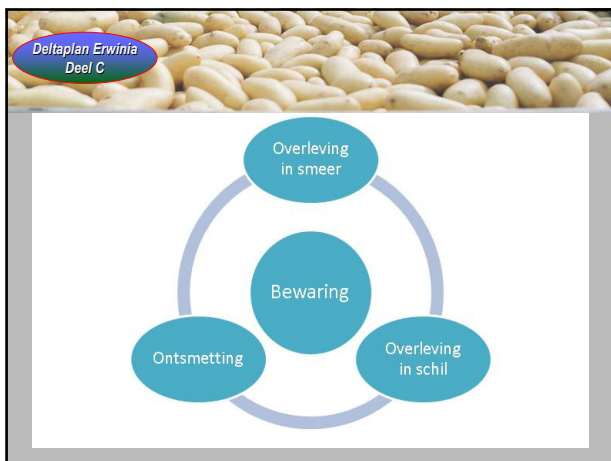 Deltaplan Erwinia
Deel C
Overleving
in smeer
Bewaring
Ontsmetting
Overleving
in schil